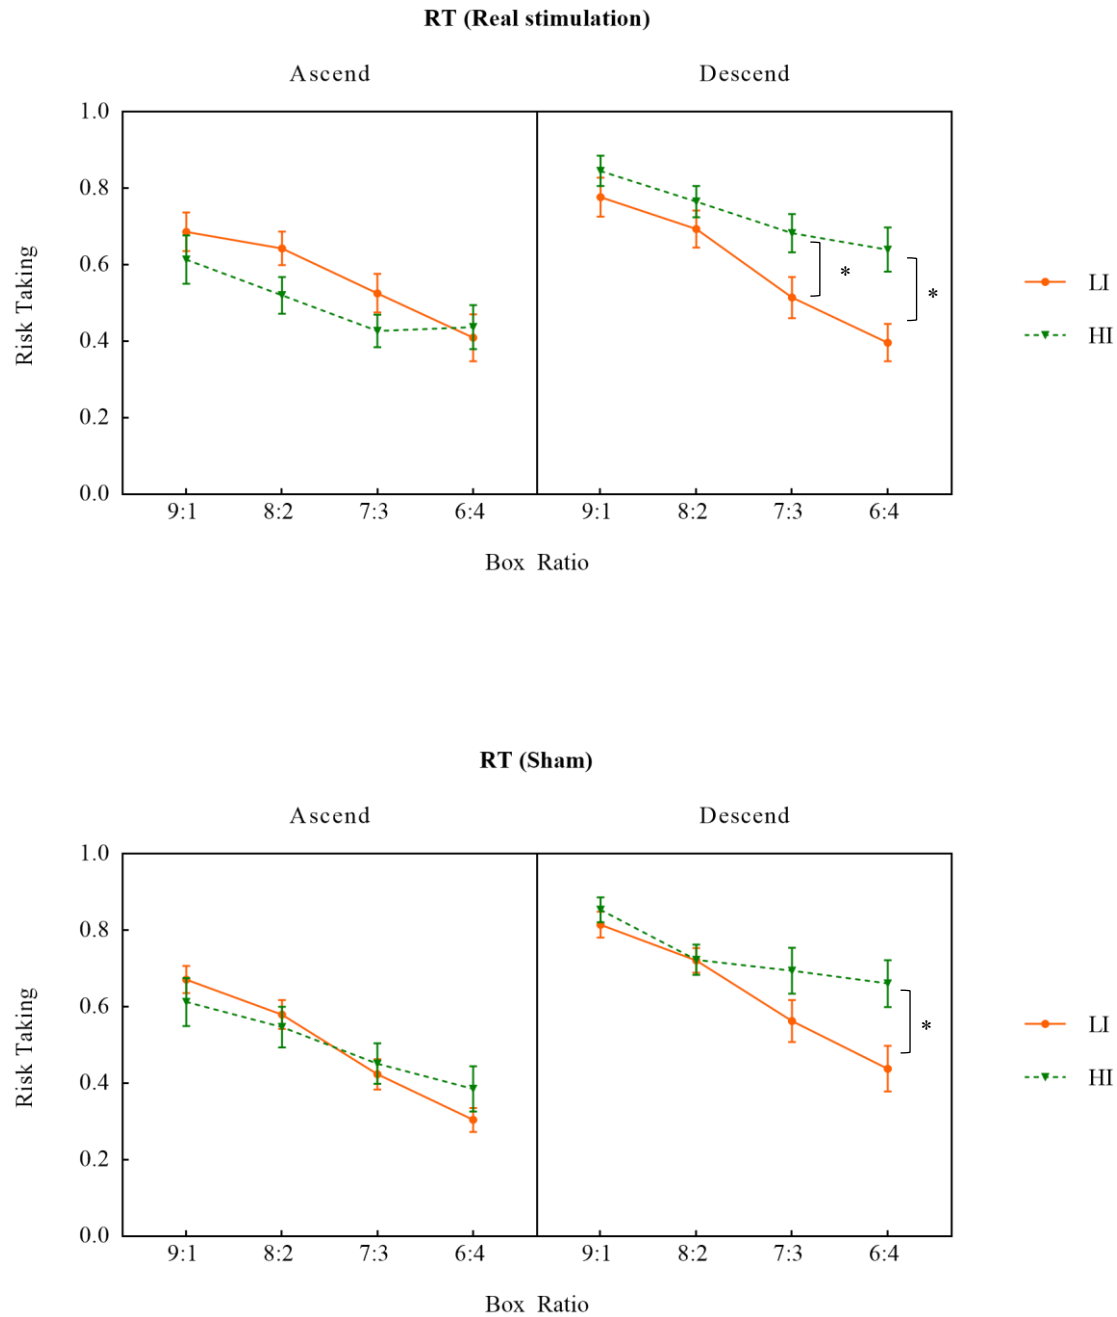 RT (Real stimulation)
Ascend Descend
1.0
0.8
0.6
0.4
0.2
0.0
Risk Taking
* *
9:1 8:2 7:3 6:4 9:1 8:2 7:3 6:4
Box Ratio
LI
HI
RT (Sham)
Ascend Descend
1.0
0.8
0.6
0.4
0.2
0.0
Risk Taking
*
9:1 8:2 7:3 6:4 9:1 8:2 7:3 6:4
Box Ratio
LI
HI